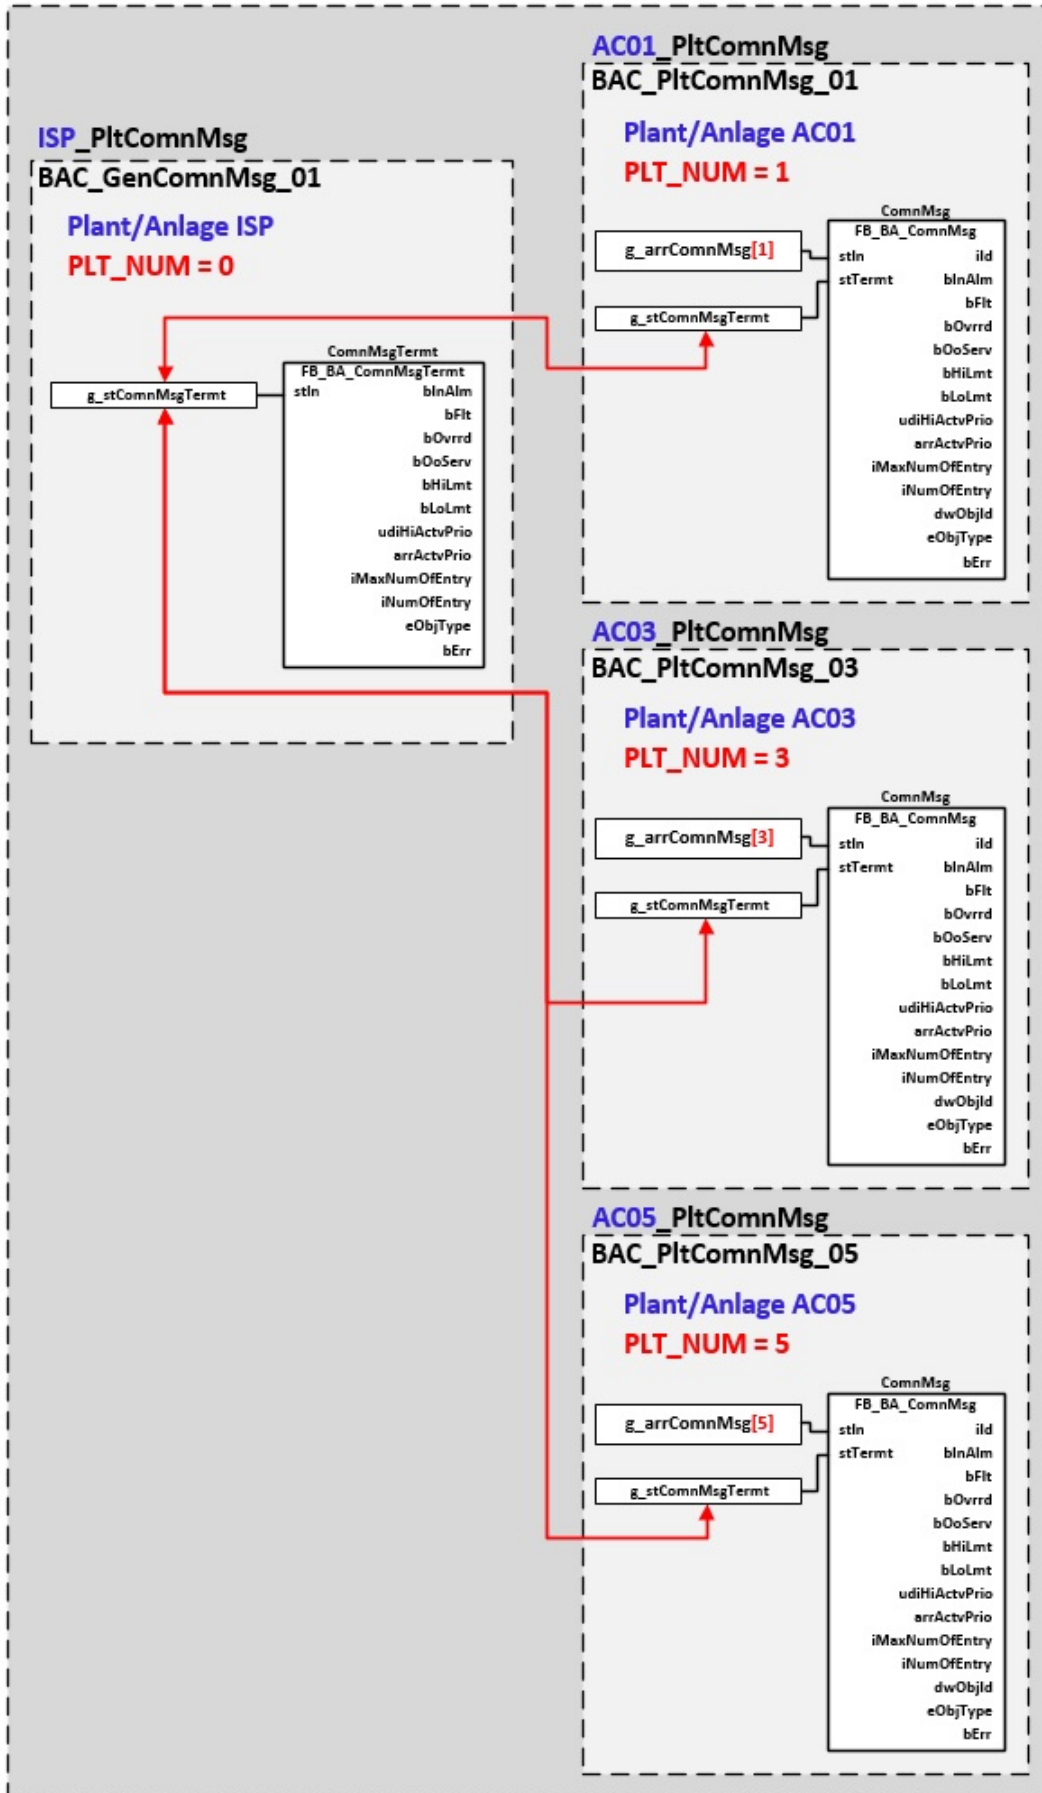 ISP_PltComnMsg
BAC_GenComnMsg_01
Plant/Anlage ISP
PLT_NUM = 0
g_stComnMsgTermt
ComnMsgTermt
FB_BA_ComnMsgTermt
stIn bInAlm
bFlt
bOvrrd
bOoServ
bHiLmt
bLoLmt
udiHiActvPrio
arrActvPrio
iMaxNumOfEntry
iNumOfEntry
eObjType
bErr
AC01_PltComnMsg
BAC_PltComnMsg_01
Plant/Anlage AC01
PLT_NUM = 1
g_arrComnMsg[1]
g_stComnMsgTermt
ComnMsg
FB_BA_ComnMsg
stIn iId
stTermt bInAlm
bFlt
bOvrrd
bOoServ
bHiLmt
bLoLmt
udiHiActvPrio
arrActvPrio
iMaxNumOfEntry
iNumOfEntry
dwObjId
eObjType
bErr
AC03_PltComnMsg
BAC_PltComnMsg_03
Plant/Anlage AC03
PLT_NUM = 3
g_arrComnMsg[3]
g_stComnMsgTermt
ComnMsg
FB_BA_ComnMsg
stIn iId
stTermt bInAlm
bFlt
bOvrrd
bOoServ
bHiLmt
bLoLmt
udiHiActvPrio
arrActvPrio
iMaxNumOfEntry
iNumOfEntry
dwObjId
eObjType
bErr
AC05_PltComnMsg
BAC_PltComnMsg_05
Plant/Anlage AC05
PLT_NUM = 5
g_arrComnMsg[5]
g_stComnMsgTermt
ComnMsg
FB_BA_ComnMsg
stIn iId
stTermt bInAlm
bFlt
bOvrrd
bOoServ
bHiLmt
bLoLmt
udiHiActvPrio
arrActvPrio
iMaxNumOfEntry
iNumOfEntry
dwObjId
eObjType
bErr